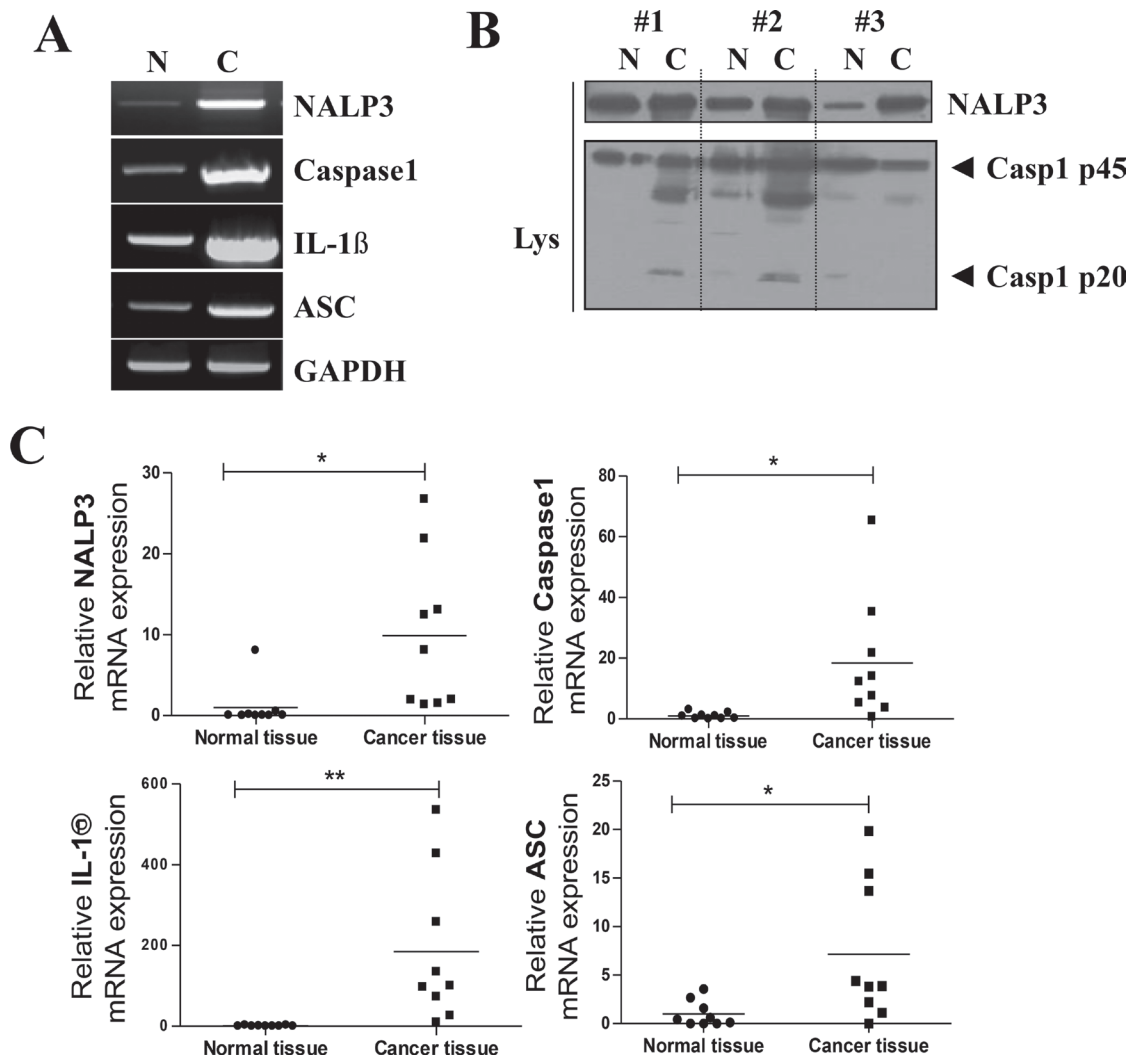 A
N C
NALP3
Caspase1
IL-1ß
ASC
GAPDH
B
#1 #2 #3
N C N C N C
NALP3
Lys
◄ Casp1 p45
◄ Casp1 p20
C
Relative NALP3
mRNA expression
30
20
10
0
*
Normal tissue Cancer tissue
Relative Caspase1
mRNA expression
80
60
40
20
0
*
Normal tissue Cancer tissue
Relative IL-1®
mRNA expression
600
400
200
0
**
Normal tissue Cancer tissue
Relative ASC
mRNA expression
25
20
15
10
5
0
*
Normal tissue Cancer tissue